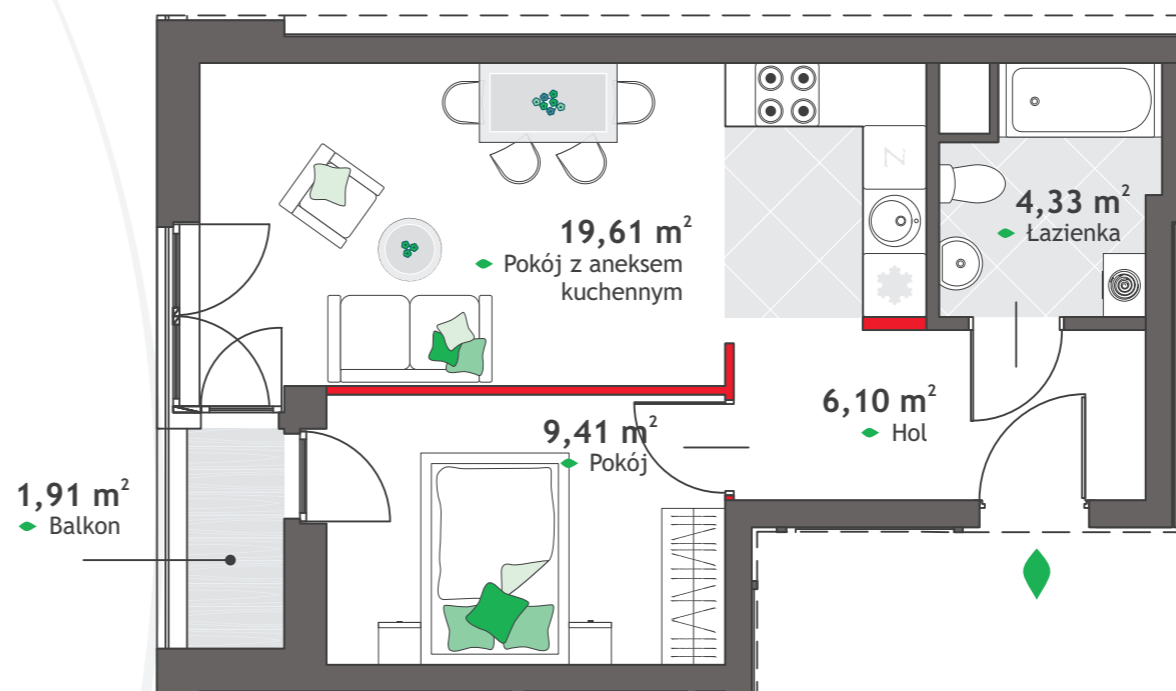 19,61 m²
Pokój z aneksem
kuchennym
Z
4,33 m²
Łazienka
6,10 m²
Hol
9,41 m²
Pokój
1,91 m²
Balkon